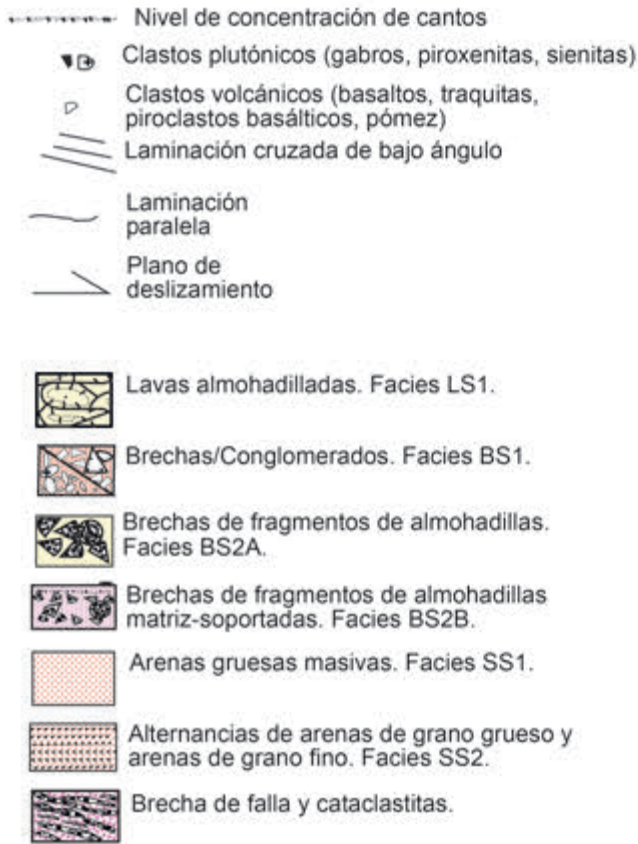 Nivel de concentración de cantos
Clastos plutónicos (gabros, piroxenitas, sienitas)
Clastos volcánicos (basaltos, traquitas,
piroclastos basálticos, pómez)
Laminación cruzada de bajo ángulo
Laminación
paralela
Plano de
deslizamiento
Lavas almohadilladas. Facies LS1.
Brechas/Conglomerados. Facies BS1.
Brechas de fragmentos de almohadillas.
Facies BS2A.
Brechas de fragmentos de almohadillas
matriz-soportadas. Facies BS2B.
Arenas gruesas masivas. Facies SS1.
Alternancias de arenas de grano grueso y
arenas de grano fino. Facies SS2.
Brecha de falla y cataclastitas.